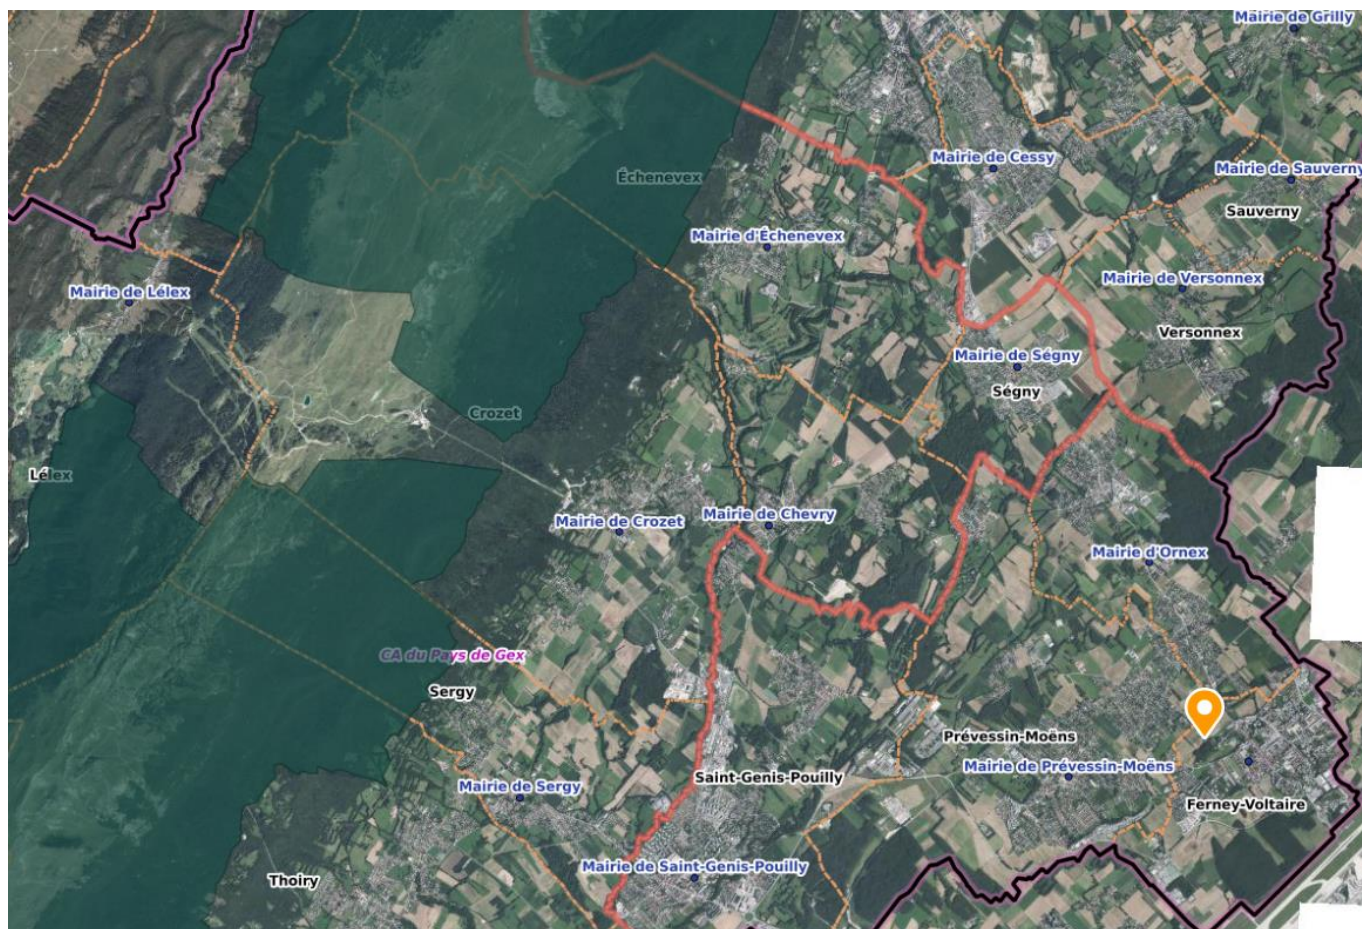 Mairie de Grilly
Mairie de Cessy
Mairie de Sauverny
Échenevex
Sauverny
Mairie d'Échenevex
Mairie de Versonnex
Mairie de Lélex
Versonnex
Mairie de Ségny
Ségny
Crozet
Lélex
Mairie de Crozet
Mairie de Chevry
Mairie d'Ornex
CA du Pays de Gex
Sergy
Prévessin-Moëns
Mairie de Prévessin-Moëns
Saint-Genis-Pouilly
Mairie de Sergy
Ferney-Voltaire
Mairie de Saint-Genis-Pouilly
Thoiry